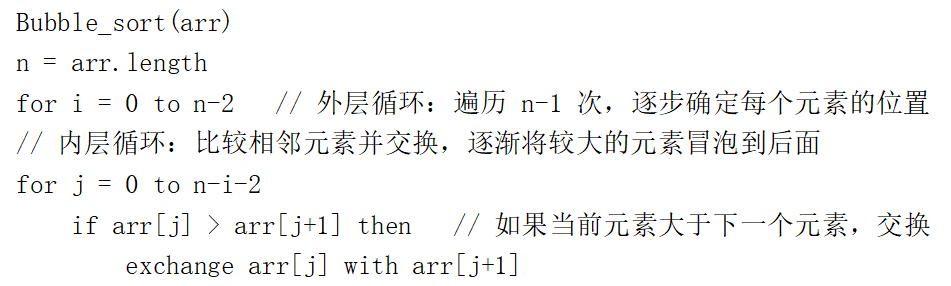 Bubble_sort(arr)
n = arr.length
for i = 0 to n-2   // 外层循环：遍历 n-1 次，逐步确定每个元素的位置
// 内层循环：比较相邻元素并交换，逐渐将较大的元素冒泡到后面
for j = 0 to n-i-2
    if arr[j] > arr[j+1] then   // 如果当前元素大于下一个元素，交换
        exchange arr[j] with arr[j+1]